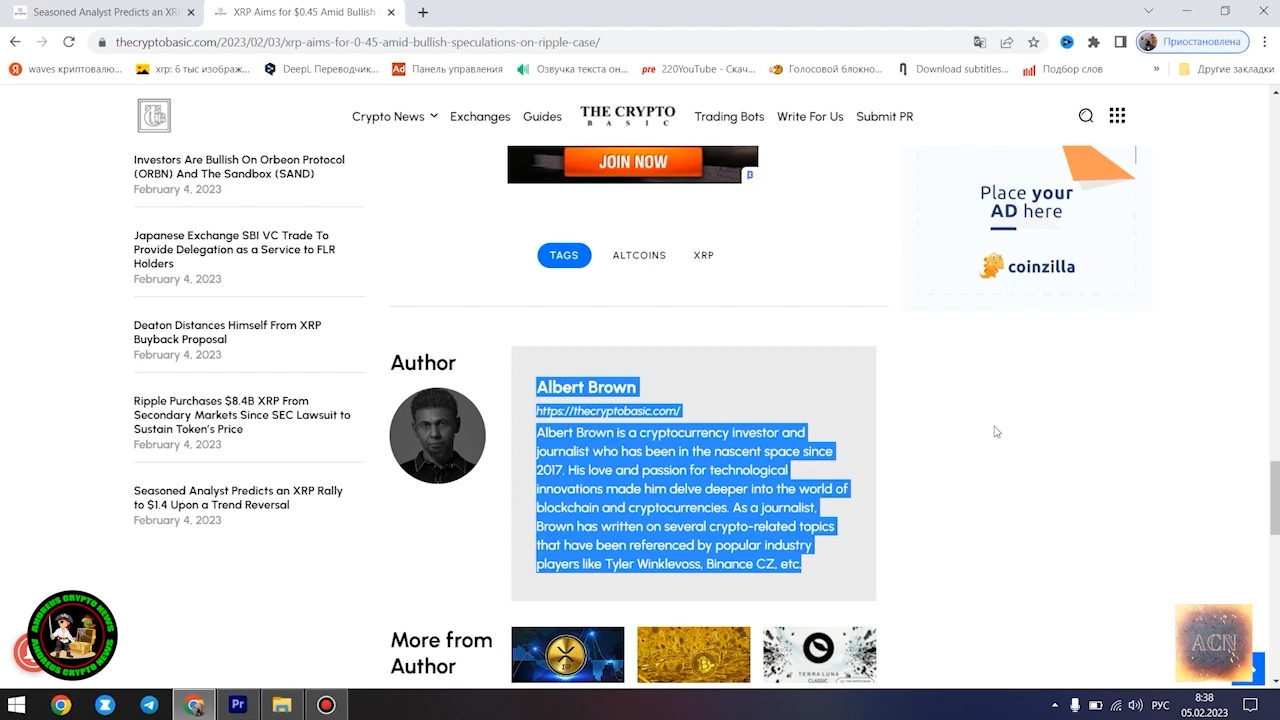 Seasoned Analyst Predicts an XR
XRP Aims for $0.45 Amid Bullish
thecryptobasic.com/2023/02/03/xrp-aims-for-0-45-amid-bullish-speculations-on-ripple-case/
Приостановлена
waves криптовалю...
xrp: 6 тыс изображ...
DeepL Переводчик...
Панель управления
Озвучка текста он...
220YouTube - Скач...
Голосовой блокно...
Download subtitles...
Подбор слов
»
Другие закладки
Crypto News
Exchanges
Guides
THE CRYPTO
BASIC
Trading Bots
Write For Us
Submit PR
Investors Are Bullish On Orbeon Protocol
(ORBN) And The Sandbox (SAND)
February 4, 2023
Japanese Exchange SBI VC Trade To
Provide Delegation as a Service to FLR
Holders
February 4, 2023
Deaton Distances Himself From XRP
Buyback Proposal
February 4, 2023
Ripple Purchases $8.4B XRP From
Secondary Markets Since SEC Lawsuit to
Sustain Token's Price
February 4, 2023
Seasoned Analyst Predicts an XRP Rally
to $1.4 Upon a Trend Reversal
February 4, 2023
JOIN NOW
TAGS
ALTCOINS
XRP
Author
Albert Brown
https://thecryptobasic.com/
Albert Brown is a cryptocurrency investor and
journalist who has been in the nascent space since
2017. His love and passion for technological
innovations made him delve deeper into the world of
blockchain and cryptocurrencies. As a journalist,
Brown has written on several crypto-related topics
that have been referenced by popular industry
players like Tyler Winklevoss, Binance CZ, etc.
More from
Author
TERRA LUNA
CLASSIC
Place your
AD here
coinzilla
ANDREUS CRYPTO NEWS
ANDREUS CRYPTO NEWS
ACN
Pr
РУС
8:38
05.02.2023